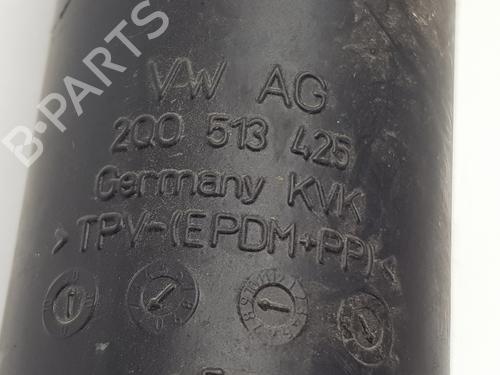 B-PARTS
VW AG
2Q0 513 425
Germany KVK
>TPV-(EPDM+PP)<